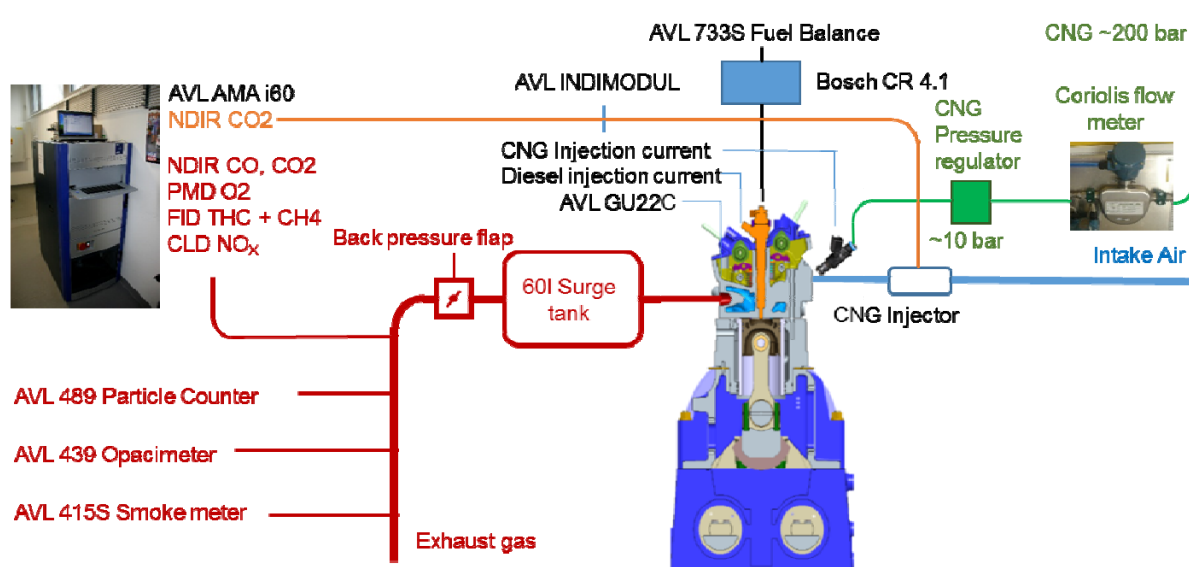 AVL 733S Fuel Balance
CNG ~200 bar
AVL INDIMODUL
Bosch CR 4.1
AVL AMA i60
NDIR CO2
Coriolis flow
meter
CNG
Pressure
regulator
CNG Injection current
Diesel injection current
AVL GU22C
NDIR CO, CO2
PMD O2
FID THC + CH4
CLD NOX
Back pressure flap
~10 bar
Intake Air
60l Surge
tank
CNG Injector
AVL 489 Particle Counter
AVL 439 Opacimeter
AVL 415S Smoke meter
Exhaust gas